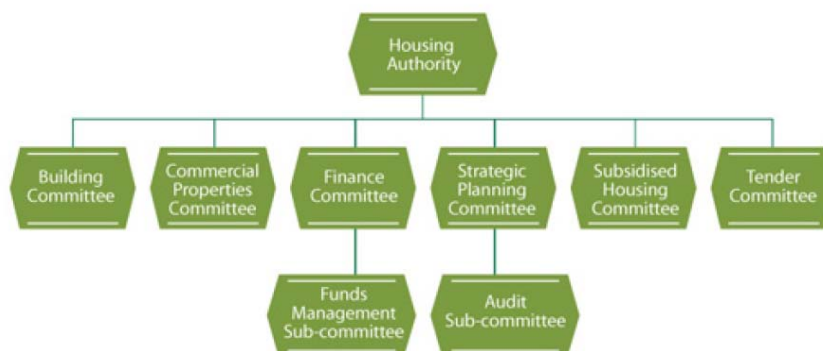 Housing
Authority
Building
Committee
Commercial
Properties
Committee
Finance
Committee
Strategic
Planning
Committee
Subsidised
Housing
Committee
Tender
Committee
Funds
Management
Sub-committee
Audit
Sub-committee